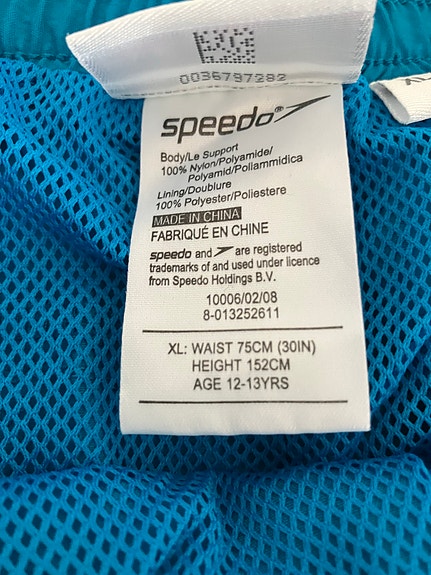 0036797282
speedo®
Body/Le Support
100% Nylon/Polyamide/
Polyamid/Poliammidica
Lining/Doublure
100% Polyester/Poliestere
MADE IN CHINA
FABRIQUÉ EN CHINE
speedo and are registered
trademarks of and used under licence
from Speedo Holdings B.V.
10006/02/08
8-013252611
XL: WAIST 75CM (30IN)
HEIGHT 152CM
AGE 12-13YRS